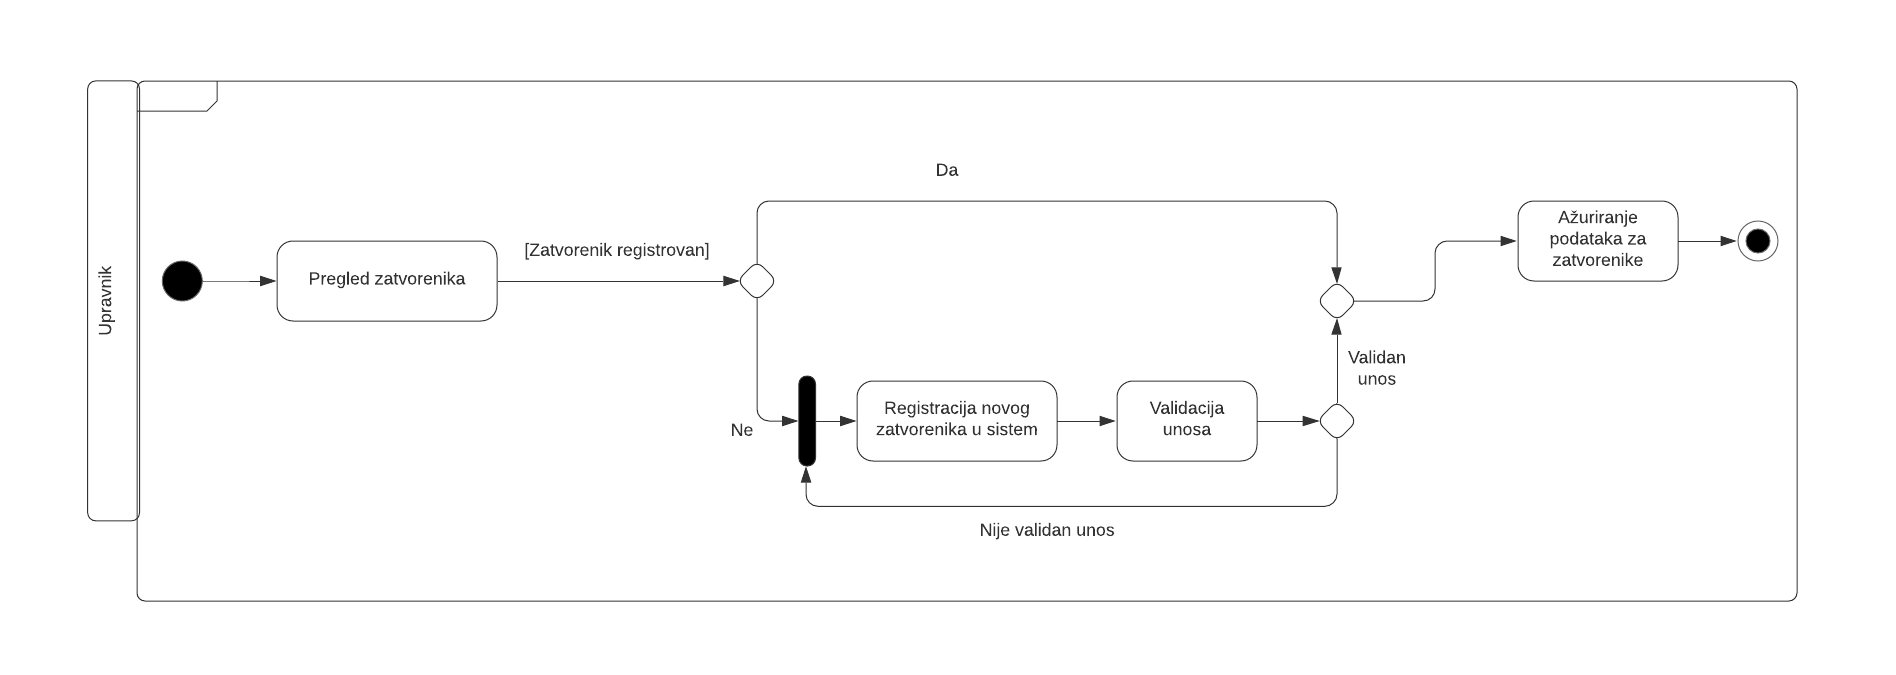 Upravnik
Pregled zatvorenika
[Zatvorenik registrovan]
Da
Ne
Registracija novog
zatvorenika u sistem
Validacija
unosa
Nije validan unos
Validan
unos
Ažuriranje
podataka za
zatvorenike